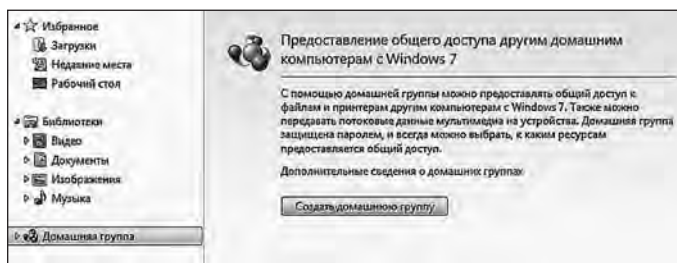 Избранное
Загрузки
Недавние места
Рабочий стол
Библиотеки
Видео
Документы
Изображения
Музыка
Домашняя группа
Предоставление общего доступа другим домашним
компьютерам с Windows 7
С помощью домашней группы можно предоставлять общий доступ к
файлам и принтерам другим компьютерам с Windows 7. Также можно
передавать потоковые данные мультимедиа на устройства. Домашняя группа
защищена паролем, и всегда можно выбрать, к каким ресурсам
предоставляется общий доступ.
Дополнительные сведения о домашних группах
Создать домашнюю группу